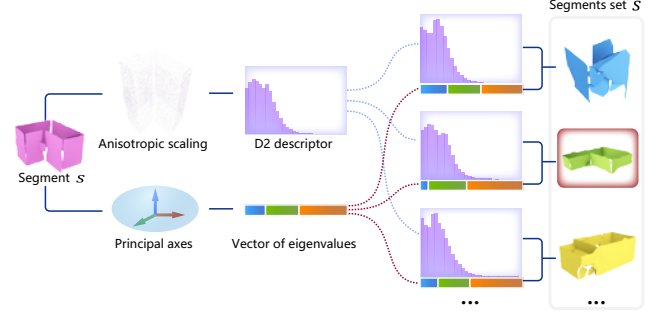 Segments set S
Anisotropic scaling
D2 descriptor
Segment s
Principal axes
Vector of eigenvalues
...
...